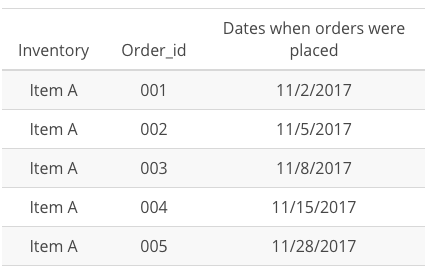 Inventory Order_id Dates when orders were placed
Item A 001 11/2/2017
Item A 002 11/5/2017
Item A 003 11/8/2017
Item A 004 11/15/2017
Item A 005 11/28/2017